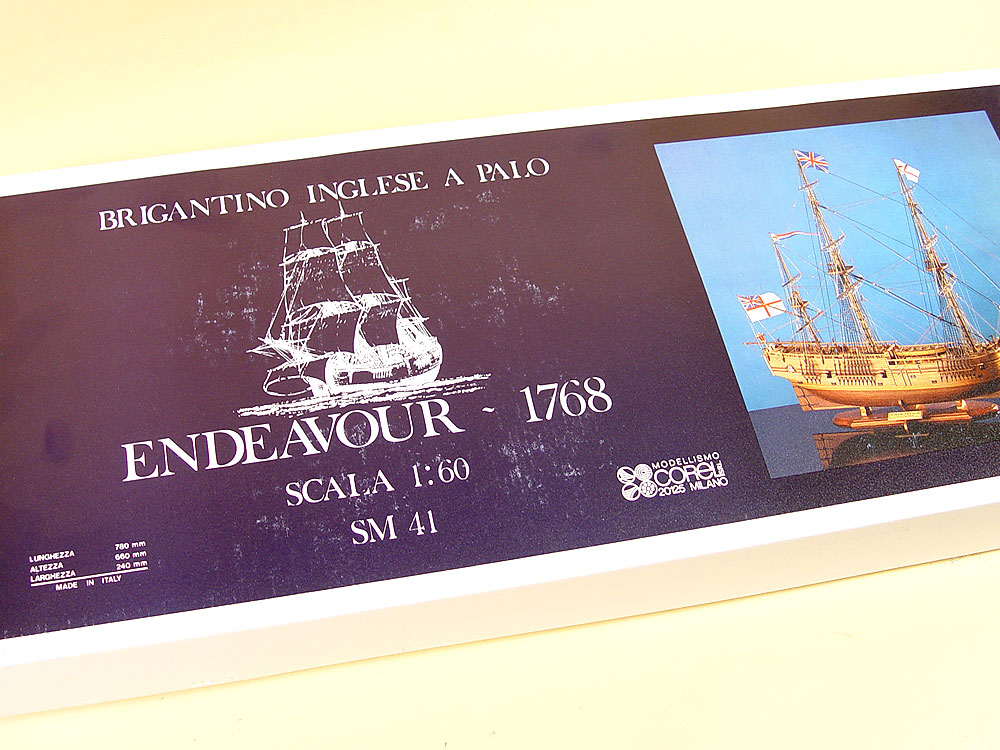 BRIGANTINO INGLESE A PALO
ENDEAVOUR - 1768
SCALA 1:60
SM 41
MODELLISMO
COREL s.r.l.
20125 MILANO
LUNGHEZZA 780 mm
ALTEZZA 660 mm
LARGHEZZA 240 mm
MADE IN ITALY